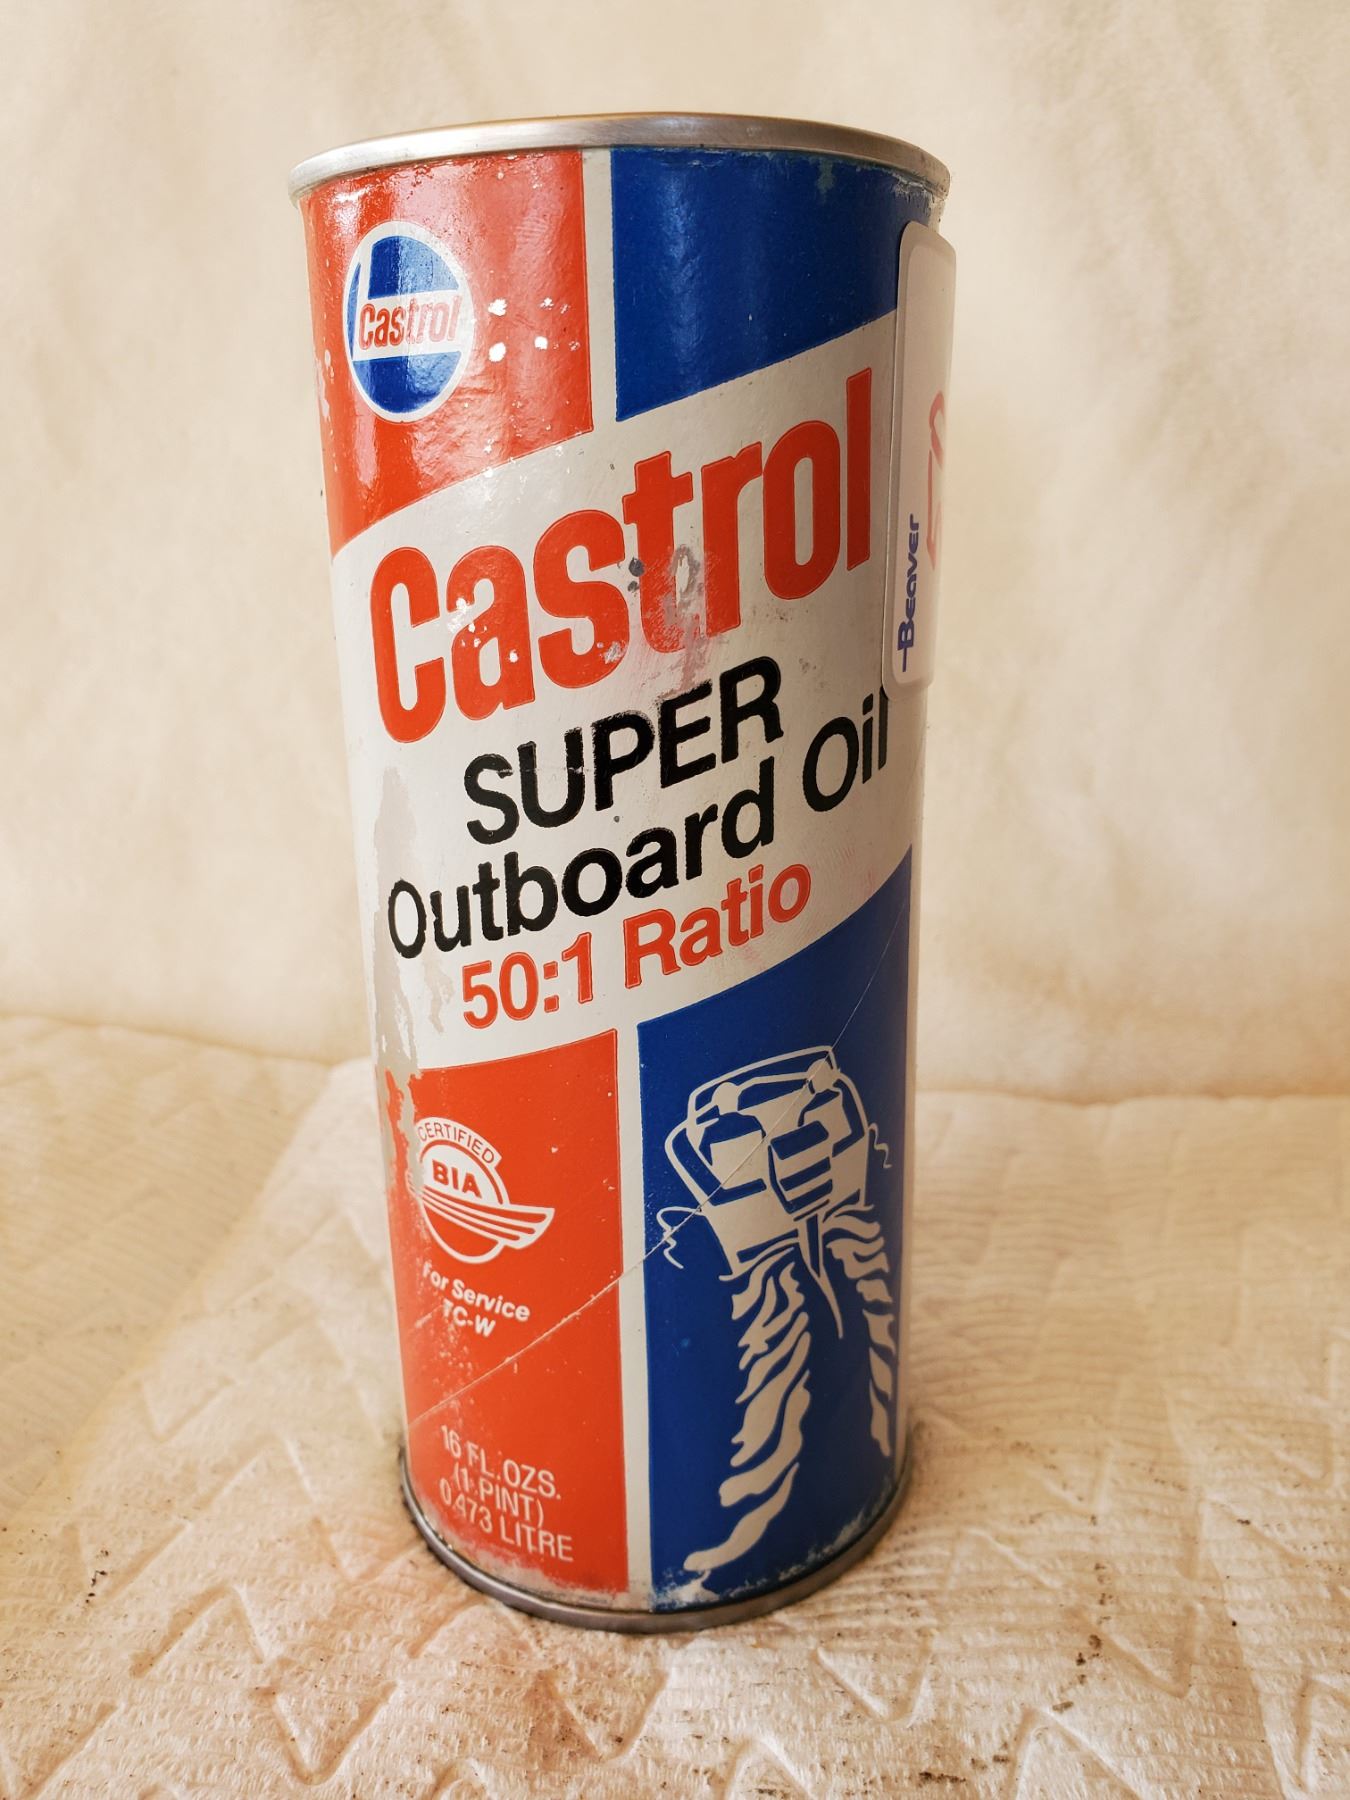 Castrol
Castrol
SUPER
Outboard Oil
50:1 Ratio
Beaver
CERTIFIED
BIA
For Service
TC-W
16 FL.OZS.
(1 PINT)
0.473 LITRE